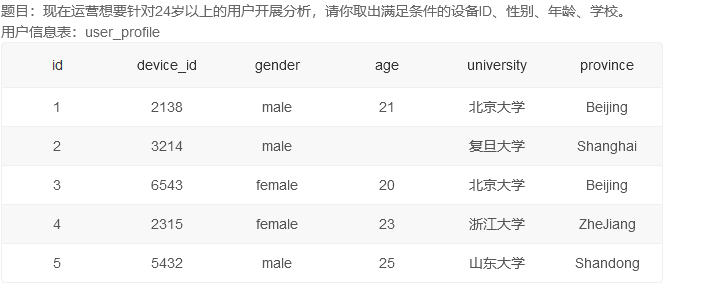 题目：现在运营想要针对24岁以上的用户开展分析，请你取出满足条件的设备ID、性别、年龄、学校。
用户信息表：user_profile
id device_id gender age university province
1 2138 male 21 北京大学 Beijing
2 3214 male 复旦大学 Shanghai
3 6543 female 20 北京大学 Beijing
4 2315 female 23 浙江大学 ZheJiang
5 5432 male 25 山东大学 Shandong